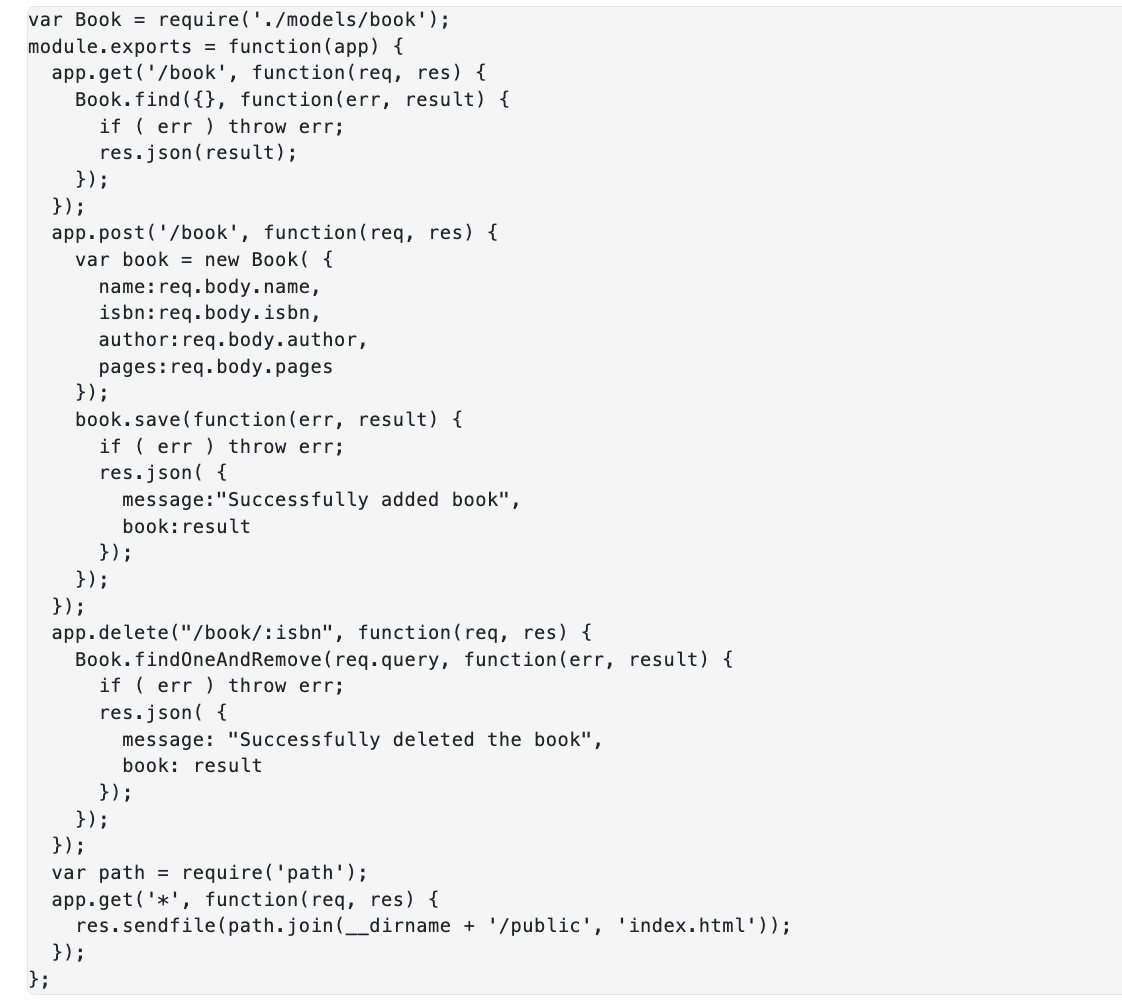 var Book = require('./models/book');
module.exports = function(app) {
  app.get('/book', function(req, res) {
    Book.find({}, function(err, result) {
      if ( err ) throw err;
      res.json(result);
    });
  });
  app.post('/book', function(req, res) {
    var book = new Book( {
      name:req.body.name,
      isbn:req.body.isbn,
      author:req.body.author,
      pages:req.body.pages
    });
    book.save(function(err, result) {
      if ( err ) throw err;
      res.json( {
        message:"Successfully added book",
        book:result
      });
    });
  });
  app.delete("/book/:isbn", function(req, res) {
    Book.findOneAndRemove(req.query, function(err, result) {
      if ( err ) throw err;
      res.json( {
        message: "Successfully deleted the book",
        book: result
      });
    });
  });
  var path = require('path');
  app.get('*', function(req, res) {
    res.sendfile(path.join(__dirname + '/public', 'index.html'));
  });
};